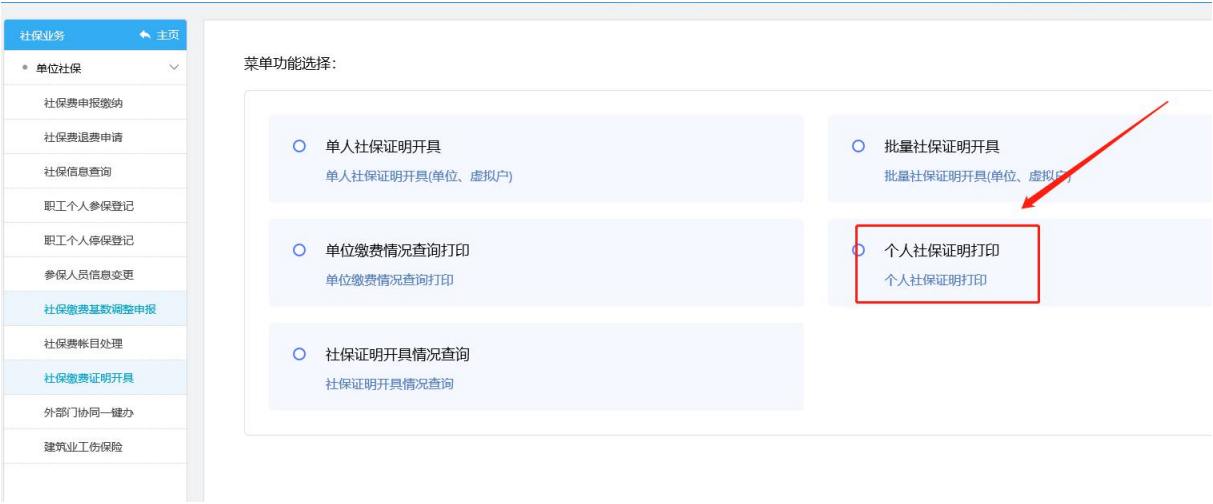 社保业务 主页
单位社保
社保费申报缴纳
社保费退费申请
社保信息查询
职工个人参保登记
职工个人停保登记
参保人员信息变更
社保缴费基数调整申报
社保费帐目处理
社保缴费证明开具
外部门协同一键办
建筑业工伤保险
菜单功能选择：
单人社保证明开具
单人社保证明开具(单位、虚拟户)
批量社保证明开具
批量社保证明开具(单位、虚拟户)
单位缴费情况查询打印
单位缴费情况查询打印
个人社保证明打印
个人社保证明打印
社保证明开具情况查询
社保证明开具情况查询